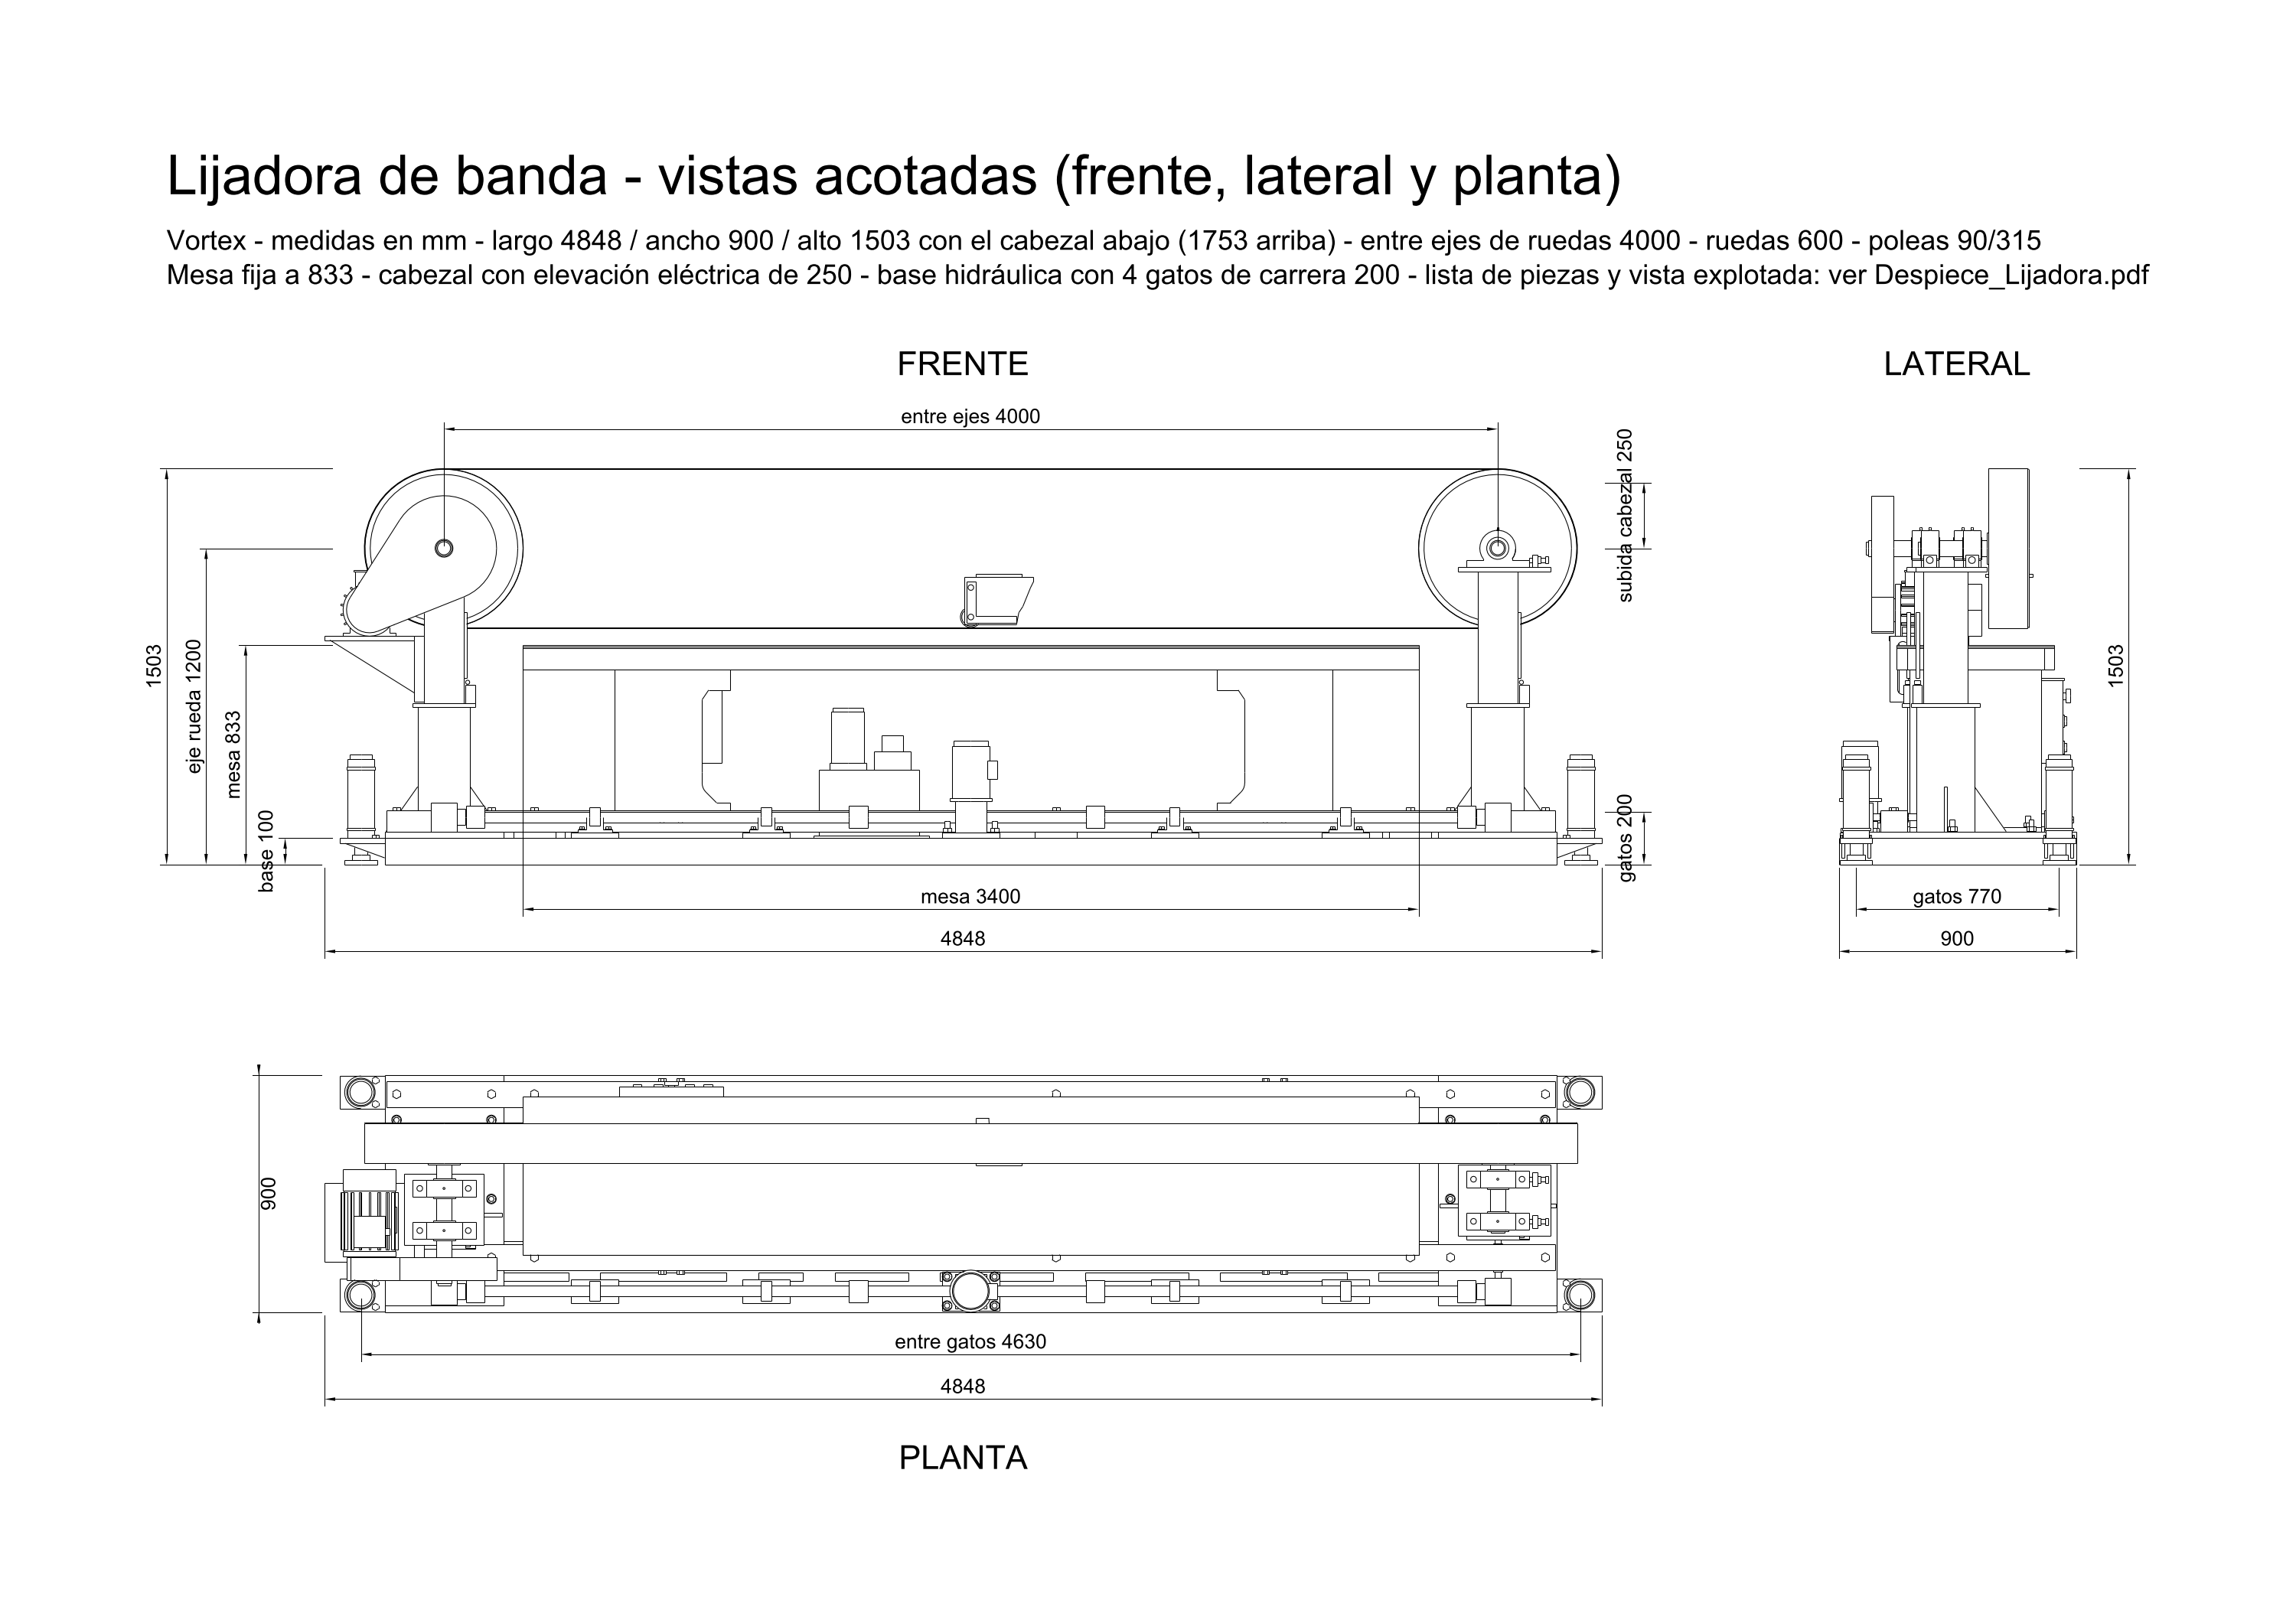 Lijadora de banda - vistas acotadas (frente, lateral y planta)
Vortex - medidas en mm - largo 4848 / ancho 900 / alto 1503 con el cabezal abajo (1753 arriba) - entre ejes de ruedas 4000 - ruedas 600 - poleas 90/315
Mesa fija a 833 - cabezal con elevación eléctrica de 250 - base hidráulica con 4 gatos de carrera 200 - lista de piezas y vista explotada: ver Despiece_Lijadora.pdf
FRENTE
LATERAL
entre ejes 4000
subida cabezal 250
1503
eje rueda 1200
mesa 833
base 100
gatos 200
1503
mesa 3400
gatos 770
4848
900
900
entre gatos 4630
4848
PLANTA